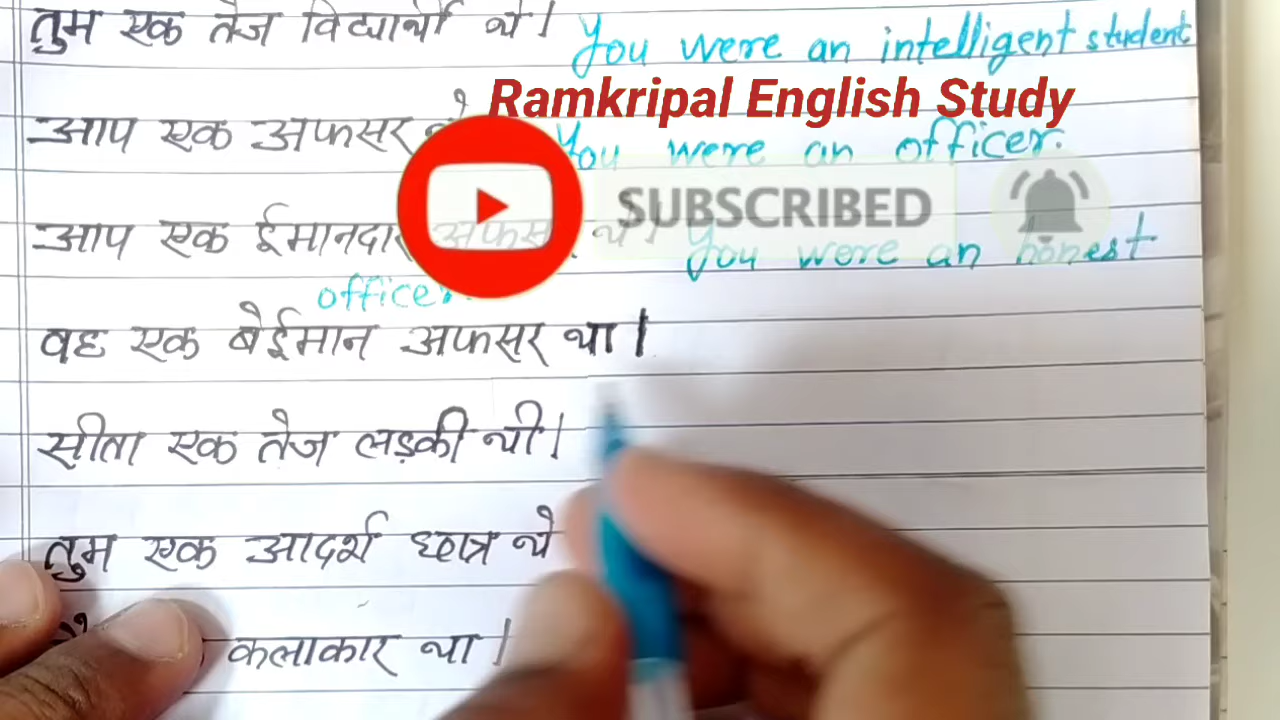 तुम एक तेज विद्यार्थी थे। You were an intelligent student
Ramkripal English Study
आप एक अफसर You were an officer.
SUBSCRIBED
आप एक ईमानदार अफसर थे। You were an honest
officer.
वह एक बेईमान अफसर था।
सीता एक तेज लड़की थी।
तुम एक आदर्श छात्र थे
कलाकार था।